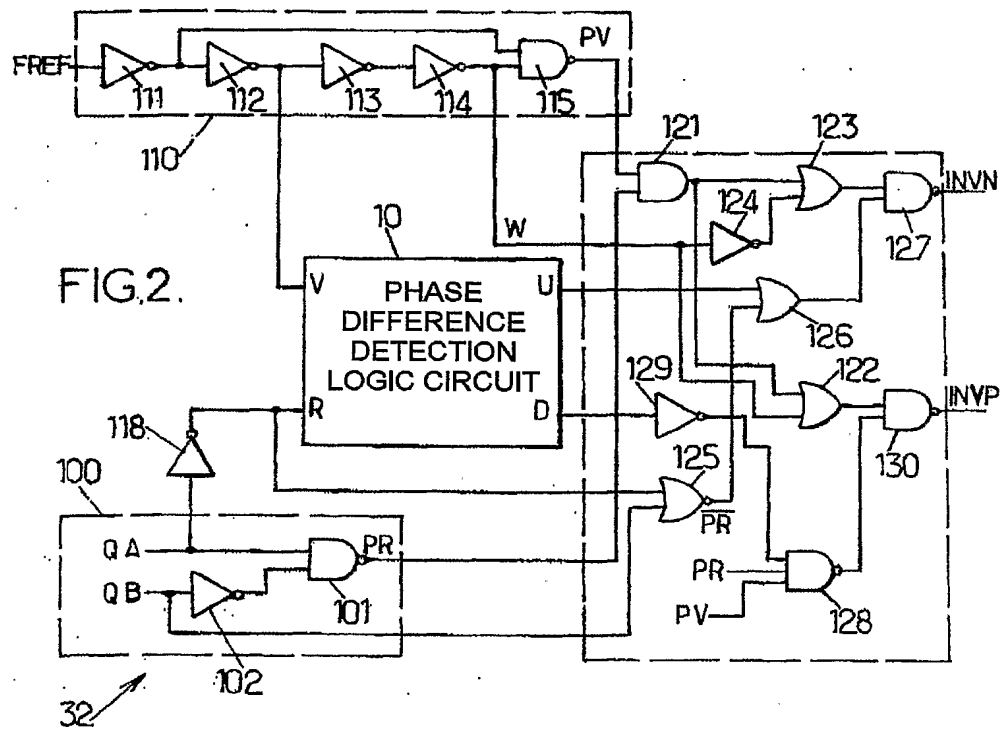 PV
FREF
111
112
113
114
115
110
121
123
INVN
124
127
10
W
FIG.2.
V
PHASE DIFFERENCE DETECTION LOGIC CIRCUIT
U
126
129
122
INVP
R
D
130
118
125
100
PR
QA
PR
PR
QB
101
128
PV
102
32